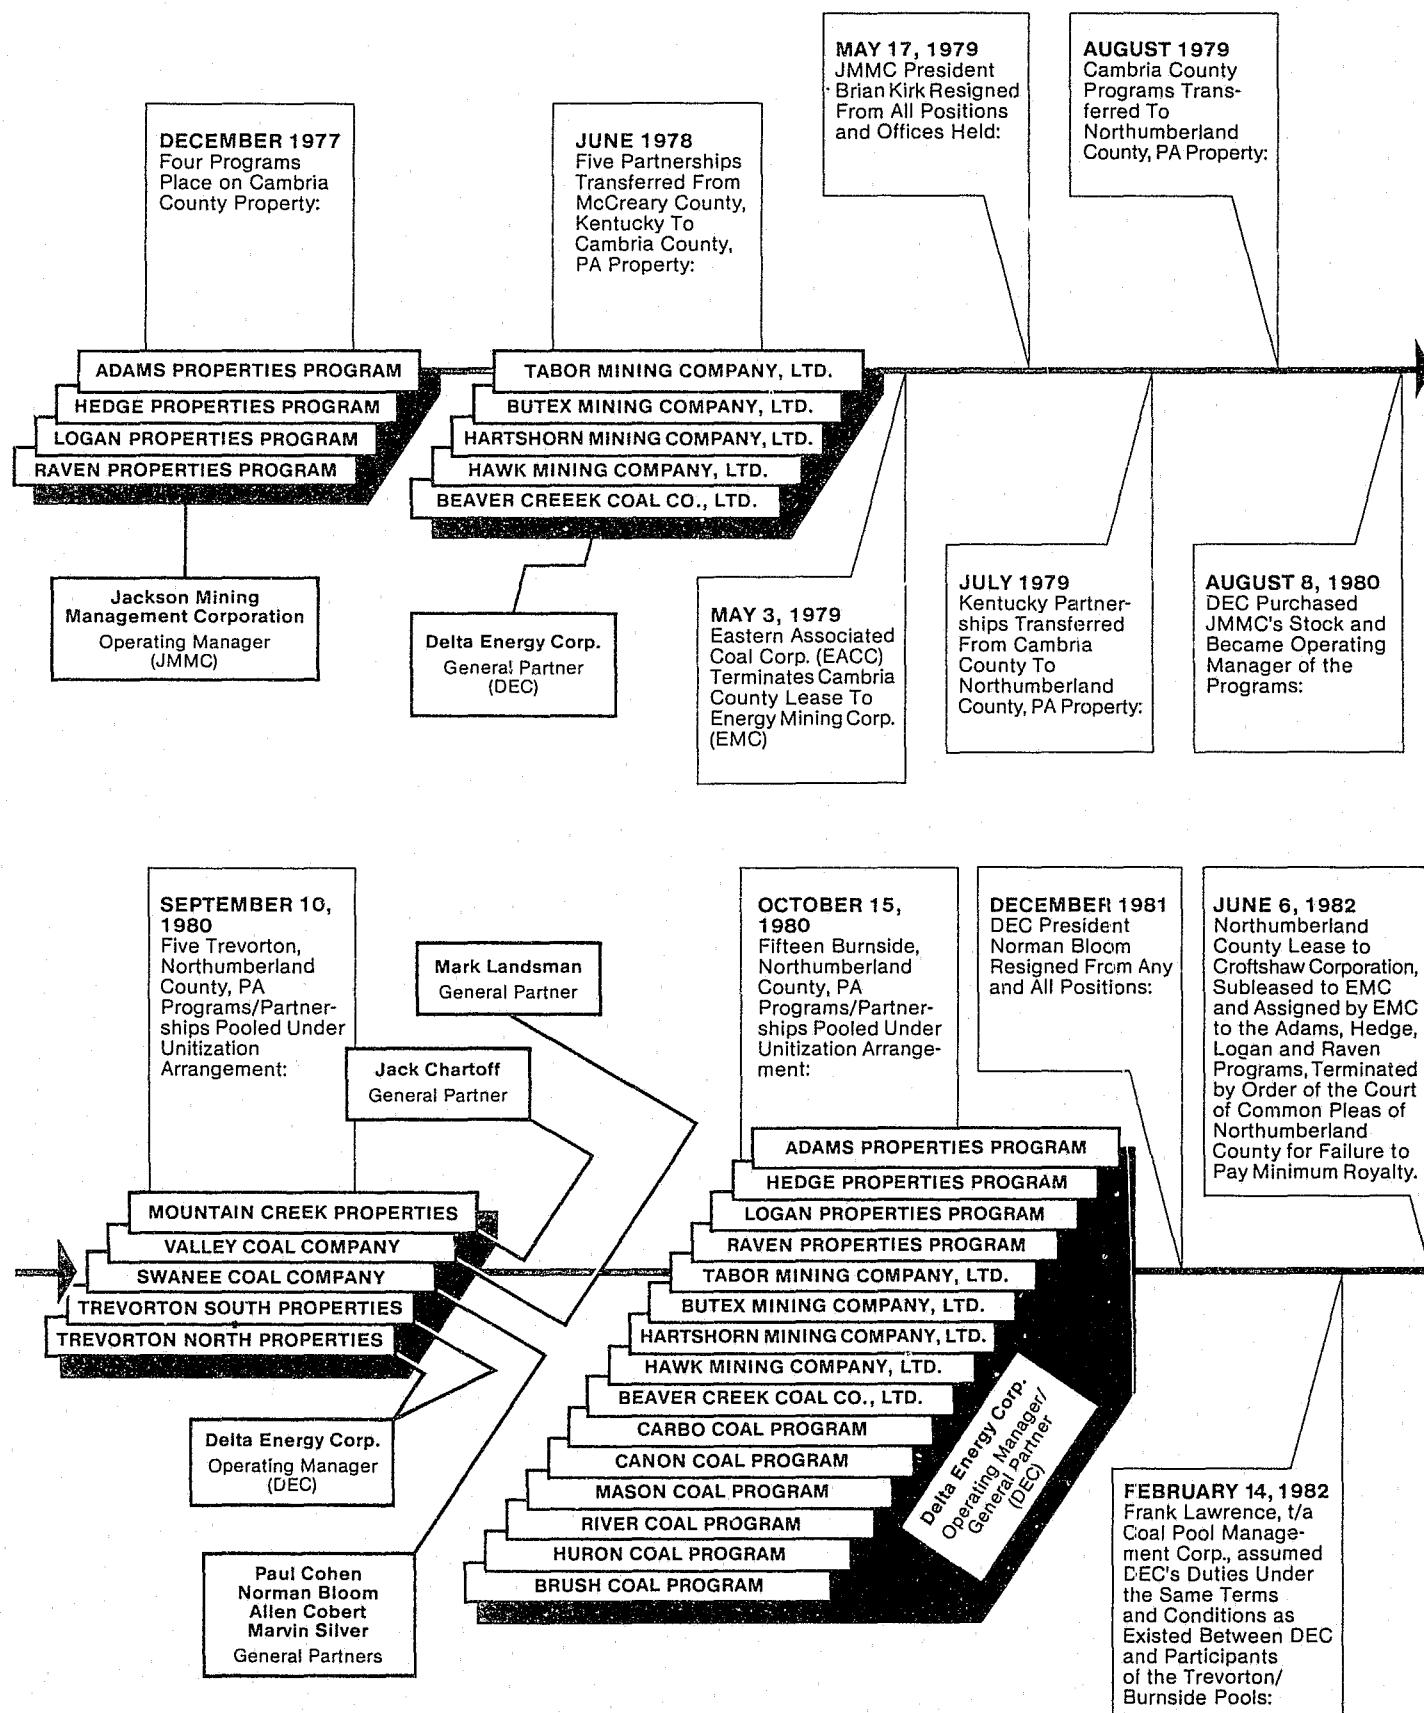 DECEMBER 1977
Four Programs
Place on Cambria
County Property:
ADAMS PROPERTIES PROGRAM
HEDGE PROPERTIES PROGRAM
LOGAN PROPERTIES PROGRAM
RAVEN PROPERTIES PROGRAM
Jackson Mining
Management Corporation
Operating Manager
(JMMC)
JUNE 1978
Five Partnerships
Transferred From
McCreary County,
Kentucky To
Cambria County,
PA Property:
TABOR MINING COMPANY, LTD.
BUTEX MINING COMPANY, LTD.
HARTSHORN MINING COMPANY, LTD.
HAWK MINING COMPANY, LTD.
BEAVER CREEEK COAL CO., LTD.
Delta Energy Corp.
General Partner
(DEC)
MAY 3, 1979
Eastern Associated
Coal Corp. (EACC)
Terminates Cambria
County Lease To
Energy Mining Corp.
(EMC)
MAY 17, 1979
JMMC President
Brian Kirk Resigned
From All Positions
and Offices Held:
JULY 1979
Kentucky Partner-
ships Transferred
From Cambria
County To
Northumberland
County, PA Property:
AUGUST 1979
Cambria County
Programs Trans-
ferred To
Northumberland
County, PA Property:
AUGUST 8, 1980
DEC Purchased
JMMC's Stock and
Became Operating
Manager of the
Programs:
SEPTEMBER 10,
1980
Five Trevorton,
Northumberland
County, PA
Programs/Partner-
ships Pooled Under
Unitization
Arrangement:
MOUNTAIN CREEK PROPERTIES
VALLEY COAL COMPANY
SWANEE COAL COMPANY
TREVORTON SOUTH PROPERTIES
TREVORTON NORTH PROPERTIES
Mark Landsman
General Partner
Jack Chartoff
General Partner
Delta Energy Corp.
Operating Manager
(DEC)
Paul Cohen
Norman Bloom
Allen Cobert
Marvin Silver
General Partners
OCTOBER 15,
1980
Fifteen Burnside,
Northumberland
County, PA
Programs/Partner-
ships Pooled Under
Unitization Arrange-
ment:
ADAMS PROPERTIES PROGRAM
HEDGE PROPERTIES PROGRAM
LOGAN PROPERTIES PROGRAM
RAVEN PROPERTIES PROGRAM
TABOR MINING COMPANY, LTD.
BUTEX MINING COMPANY, LTD.
HARTSHORN MINING COMPANY, LTD.
HAWK MINING COMPANY, LTD.
BEAVER CREEK COAL CO., LTD.
CARBO COAL PROGRAM
CANON COAL PROGRAM
MASON COAL PROGRAM
RIVER COAL PROGRAM
HURON COAL PROGRAM
BRUSH COAL PROGRAM
Delta Energy Corp.
Operating Manager/
General Partner
(DEC)
DECEMBER 1981
DEC President
Norman Bloom
Resigned From Any
and All Positions:
FEBRUARY 14, 1982
Frank Lawrence, t/a
Coal Pool Manage-
ment Corp., assumed
DEC's Duties Under
the Same Terms
and Conditions as
Existed Between DEC
and Participants
of the Trevorton/
Burnside Pools:
JUNE 6, 1982
Northumberland
County Lease to
Croftshaw Corporation,
Subleased to EMC
and Assigned by EMC
to the Adams, Hedge,
Logan and Raven
Programs, Terminated
by Order of the Court
of Common Pleas of
Northumberland
County for Failure to
Pay Minimum Royalty.